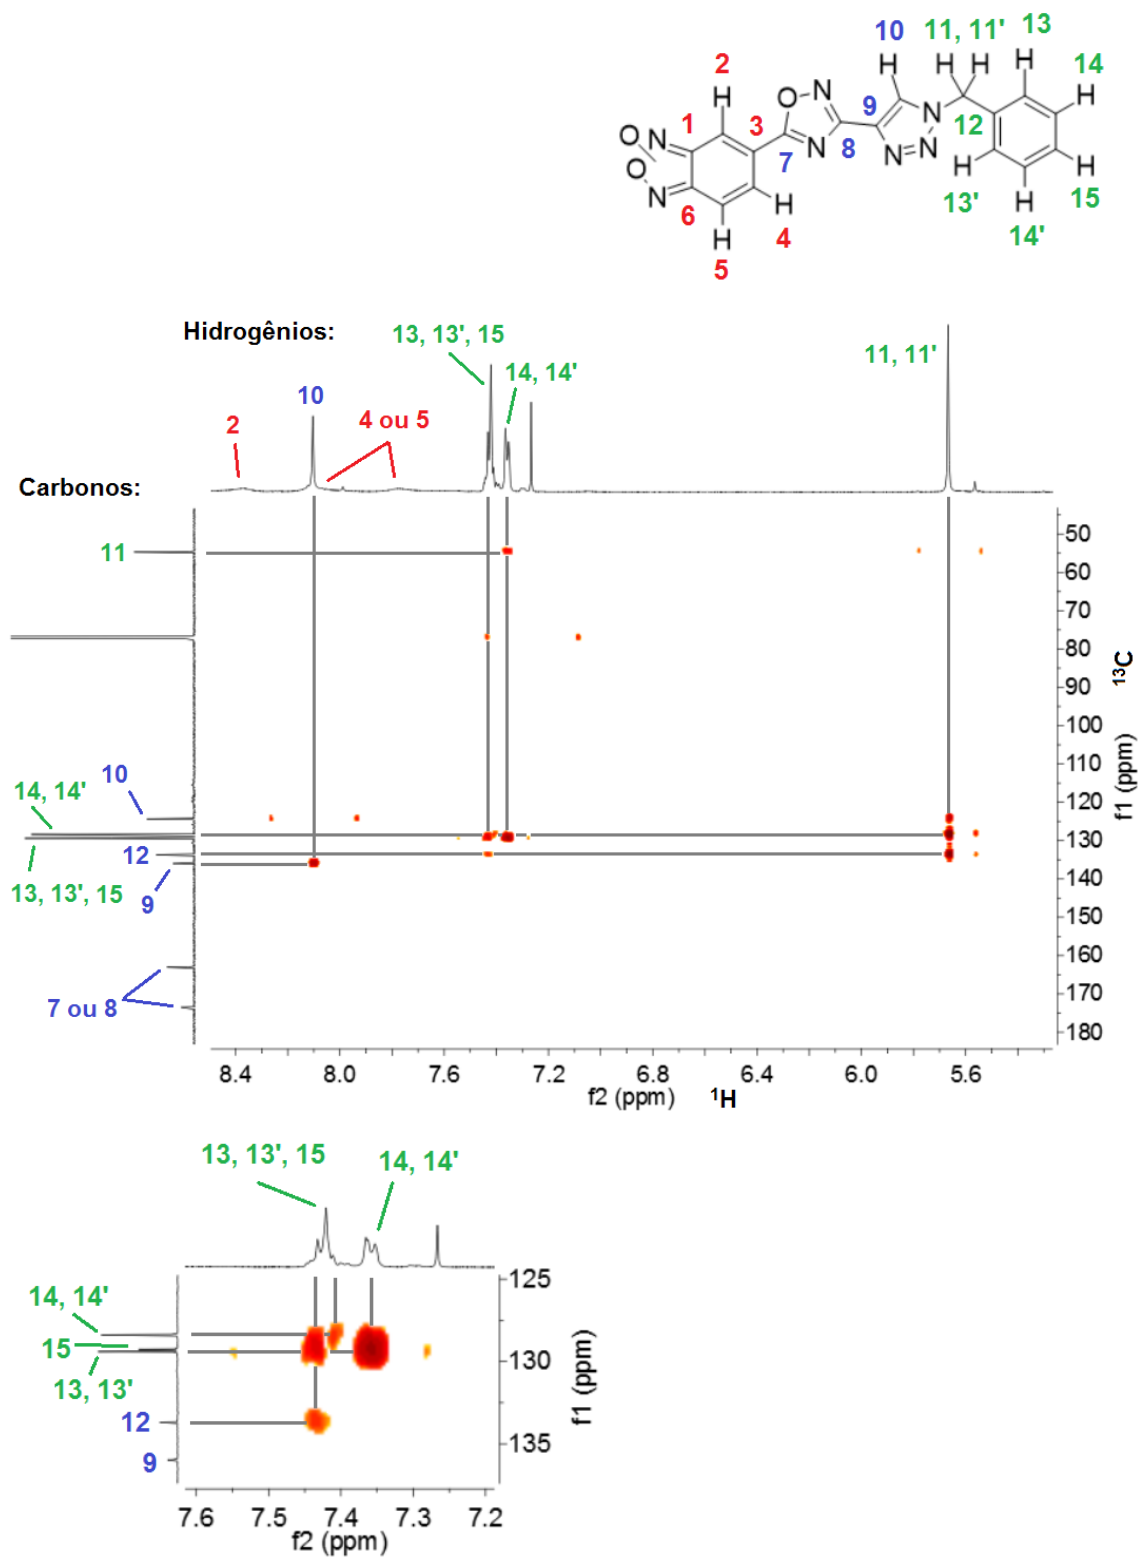 10 11, 11' 13
2 H H H H 14
H O N H
1 3 9 N 12
O N 7 N 8 N N H H
O N 13' H 15
6 H 14'
H 4
5
Hidrogênios:
13, 13', 15
14, 14'
11, 11'
10
2
4 ou 5
Carbonos:
11
10
14, 14'
12
13, 13', 15
9
7 ou 8
50
60
70
80
90
100
110
120
130
140
150
160
170
180
13C
f1 (ppm)
8.4 8.0 7.6 7.2 6.8 6.4 6.0 5.6
f2 (ppm) 1H
13, 13', 15
14, 14'
14, 14'
15
13, 13'
12
9
125
130
135
f1 (ppm)
7.6 7.5 7.4 7.3 7.2
f2 (ppm)